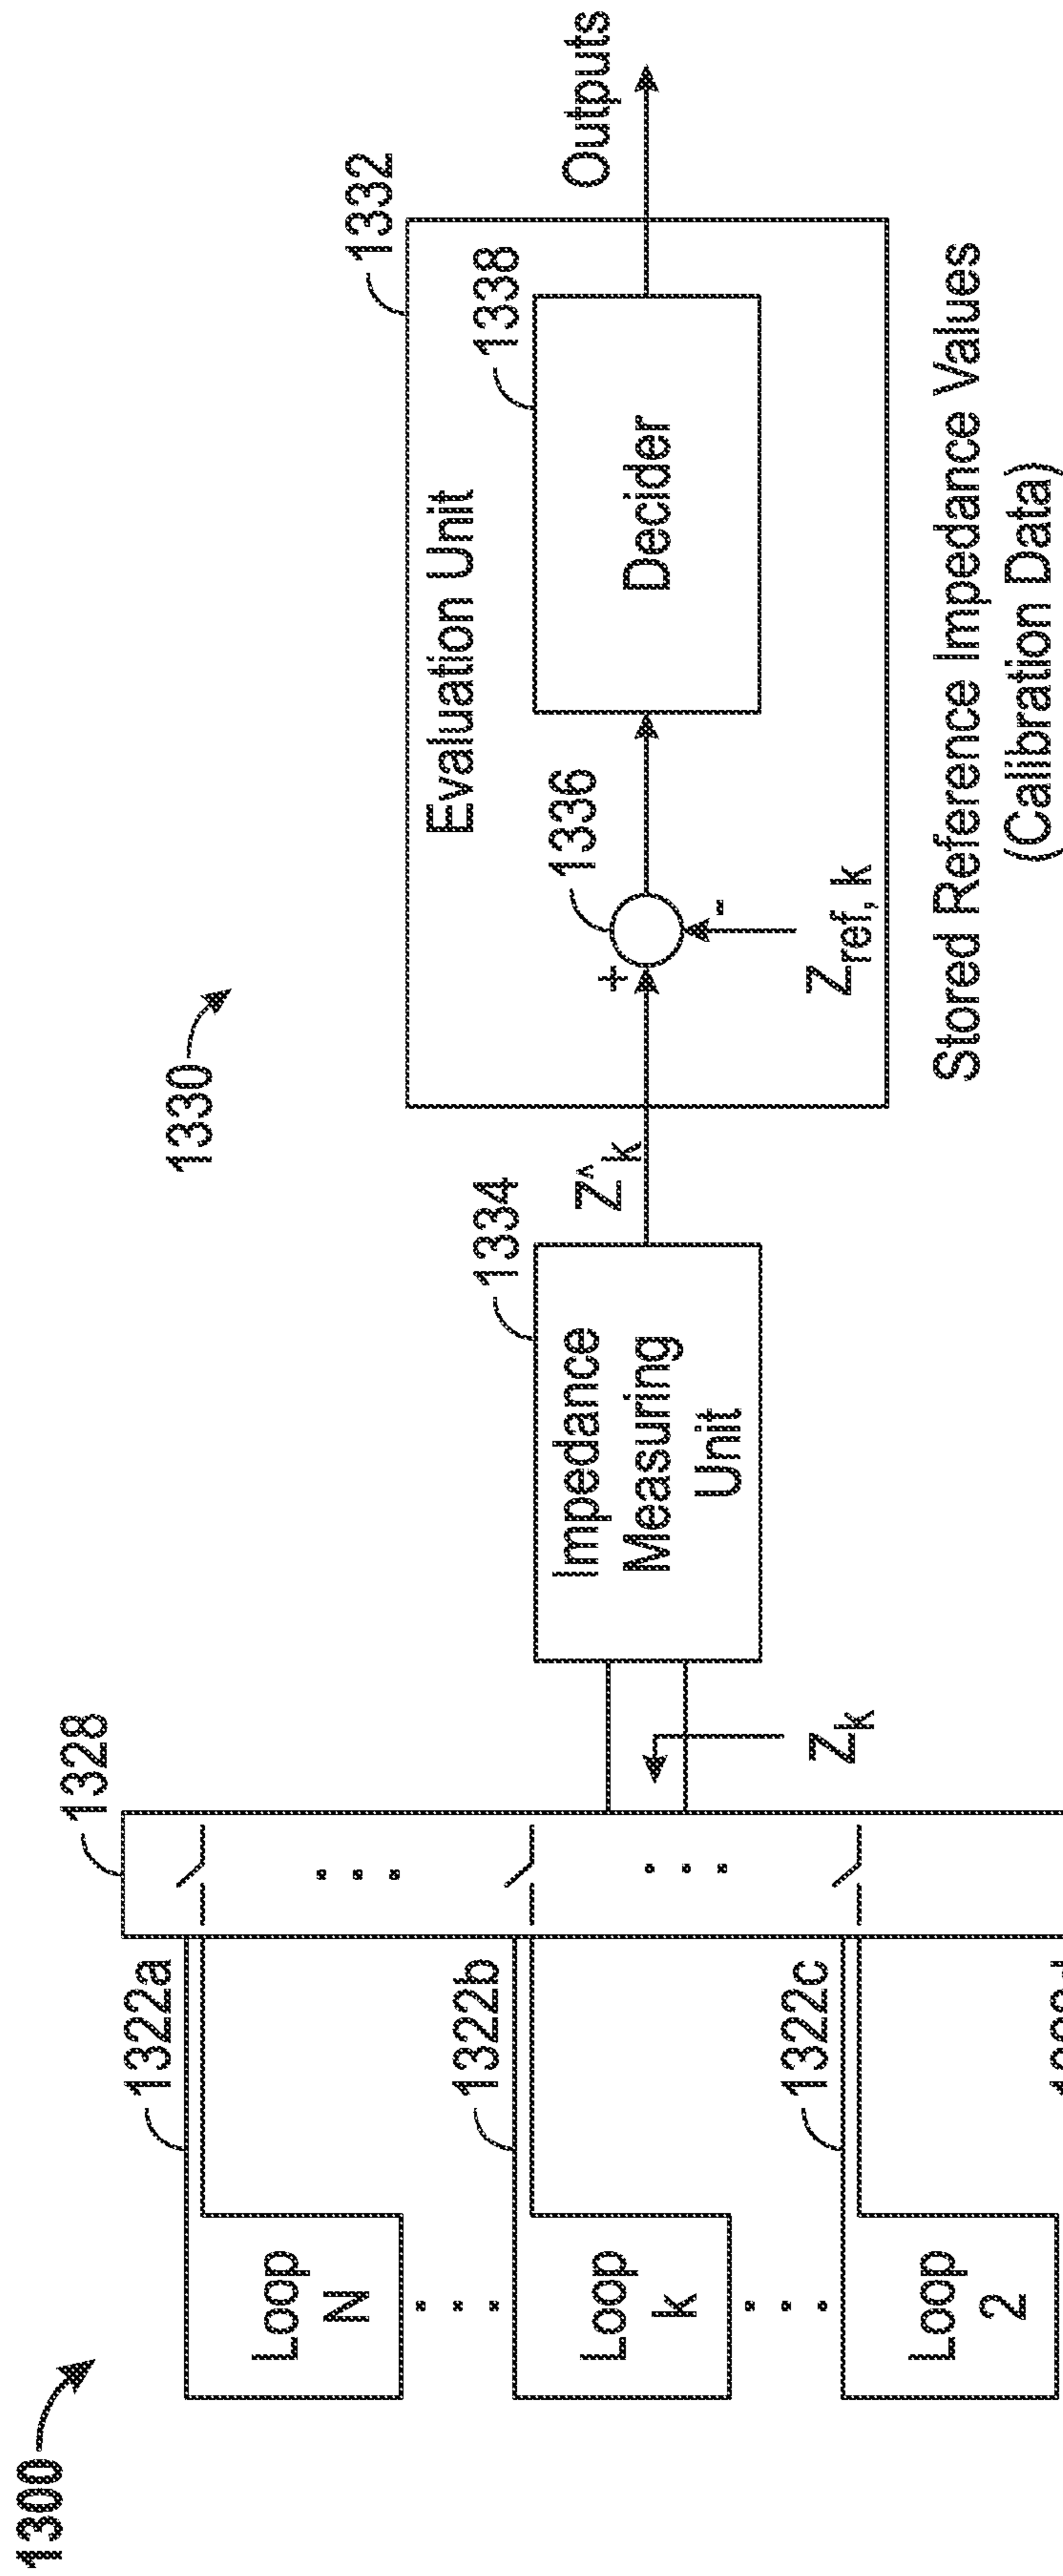 1300
1322a
1328
Loop
N
1322b
Loop
k
1322c
Loop
2
Z_k
1334
Impedance
Measuring
Unit
Z^_k
1330
1332
Evaluation Unit
1336
+
-
Z_ref, k
1338
Decider
Outputs
Stored Reference Impedance Values
(Calibration Data)